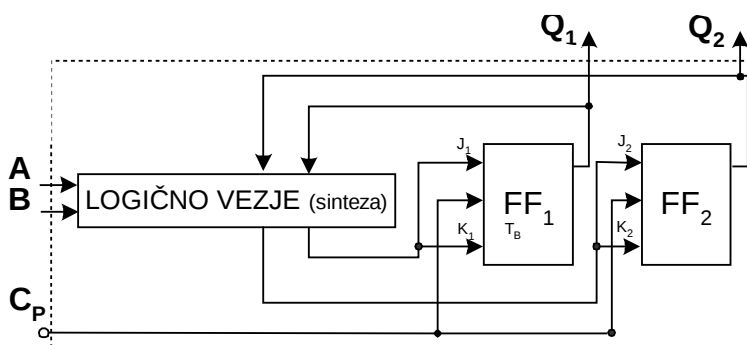 Q1 Q2
A
B
LOGIČNO VEZJE (sinteza)
J1
K1
FF1
TB
J2
K2
FF2
CP